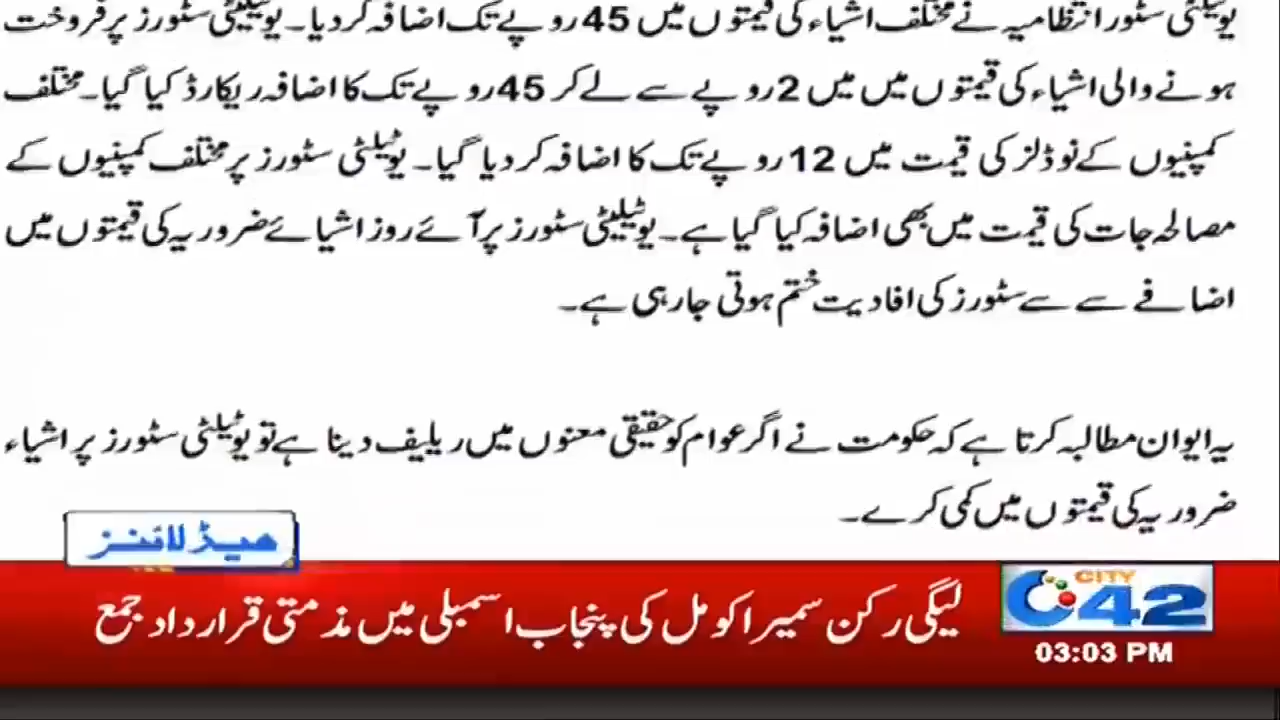 یوٹیلٹی سٹور انتظامیہ نے مختلف اشیاء کی قیمتوں میں 45 روپے تک اضافہ کردیا۔ یوٹیلیٹی سٹورز پر فروخت
ہونے والی اشیاء کی قیمتوں میں میں 2 روپے سے لے کر 45 روپے تک کا اضافہ ریکارڈ کیا گیا۔ مختلف
کمپنیوں کے نوڈلز کی قیمت میں 12 روپے تک کا اضافہ کر دیا گیا۔ یوٹیلٹی سٹورز پر مختلف کمپنیوں کے
مصالحہ جات کی قیمت میں بھی اضافہ کیا گیا ہے۔ یوٹیلیٹی سٹورز پر آئے روز اشیائے ضروریہ کی قیمتوں میں
اضافے سے سے سٹورز کی افادیت ختم ہوتی جارہی ہے۔
یہ ایوان مطالبہ کرتا ہے کہ حکومت نے اگر عوام کو حقیقی معنوں میں ریلیف دینا ہے تو یوٹیلٹی سٹورز پر اشیاء
ضروریہ کی قیمتوں میں کمی کرے۔
ہیڈ لائنز
لیگی رکن سمیرا کومل کی پنجاب اسمبلی میں مذمتی قرارداد جمع
CITY
42
03:03 PM